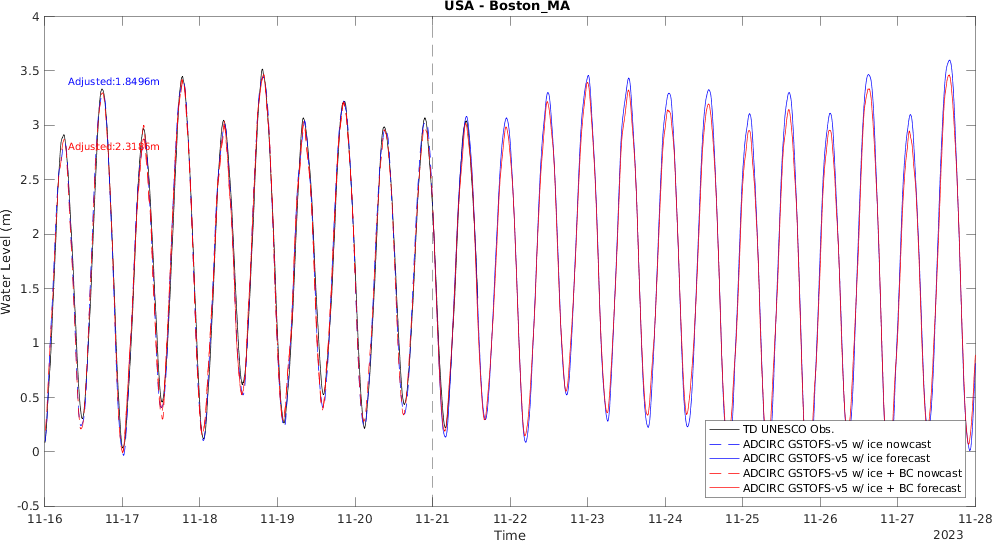 USA - Boston_MA
4
3.5
3
2.5
2
1.5
1
0.5
0
-0.5
Water Level (m)
Adjusted:1.8496m
Adjusted:2.3186m
TD UNESCO Obs.
ADCIRC GSTOFS-v5 w/ ice nowcast
ADCIRC GSTOFS-v5 w/ ice forecast
ADCIRC GSTOFS-v5 w/ ice + BC nowcast
ADCIRC GSTOFS-v5 w/ ice + BC forecast
11-16 11-17 11-18 11-19 11-20 11-21 11-22 11-23 11-24 11-25 11-26 11-27 11-28
Time
2023